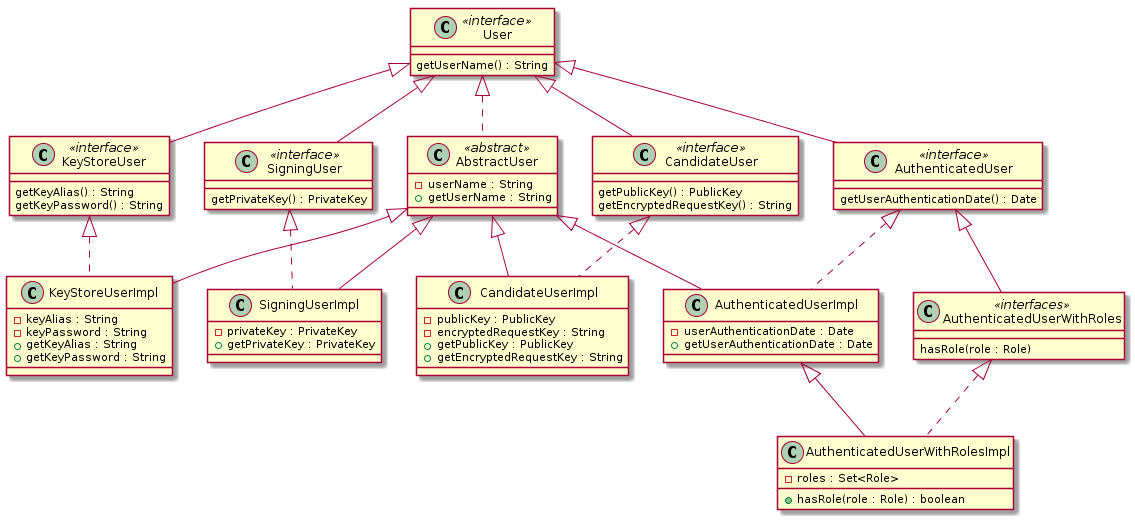 C «interface»
User
getUserName() : String
C «interface»
KeyStoreUser
getKeyAlias() : String
getKeyPassword() : String
C «interface»
SigningUser
getPrivateKey() : PrivateKey
C «abstract»
AbstractUser
userName : String
getUserName : String
C «interface»
CandidateUser
getPublicKey() : PublicKey
getEncryptedRequestKey() : String
C «interface»
AuthenticatedUser
getUserAuthenticationDate() : Date
C KeyStoreUserImpl
keyAlias : String
keyPassword : String
getKeyAlias : String
getKeyPassword : String
C SigningUserImpl
privateKey : PrivateKey
getPrivateKey : PrivateKey
C CandidateUserImpl
publicKey : PublicKey
encryptedRequestKey : String
getPublicKey : PublicKey
getEncryptedRequestKey : String
C AuthenticatedUserImpl
userAuthenticationDate : Date
getUserAuthenticationDate : Date
C «interfaces»
AuthenticatedUserWithRoles
hasRole(role : Role)
C AuthenticatedUserWithRolesImpl
roles : Set<Role>
hasRole(role : Role) : boolean